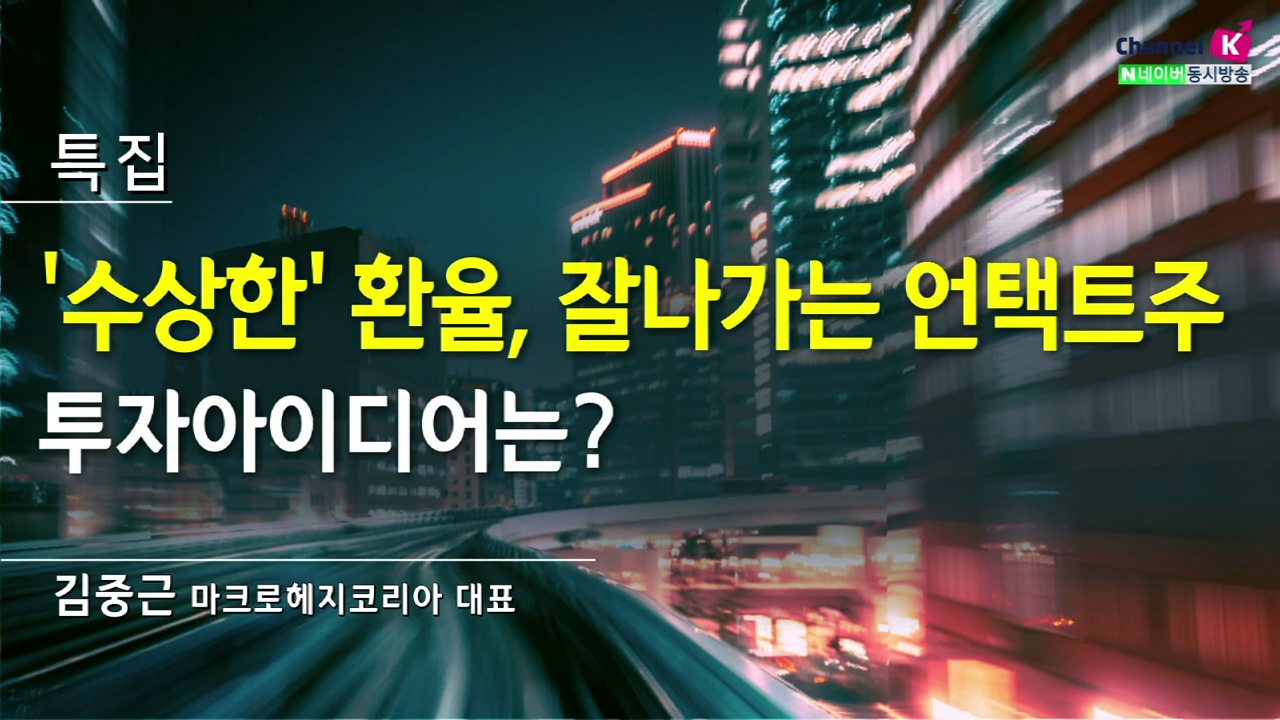 Channel K
N 네이버 동시방송
특집
'수상한' 환율, 잘나가는 언택트주
투자아이디어는?
김중근 마크로헤지코리아 대표